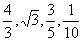 4/3, √3, 3/5, 1/10